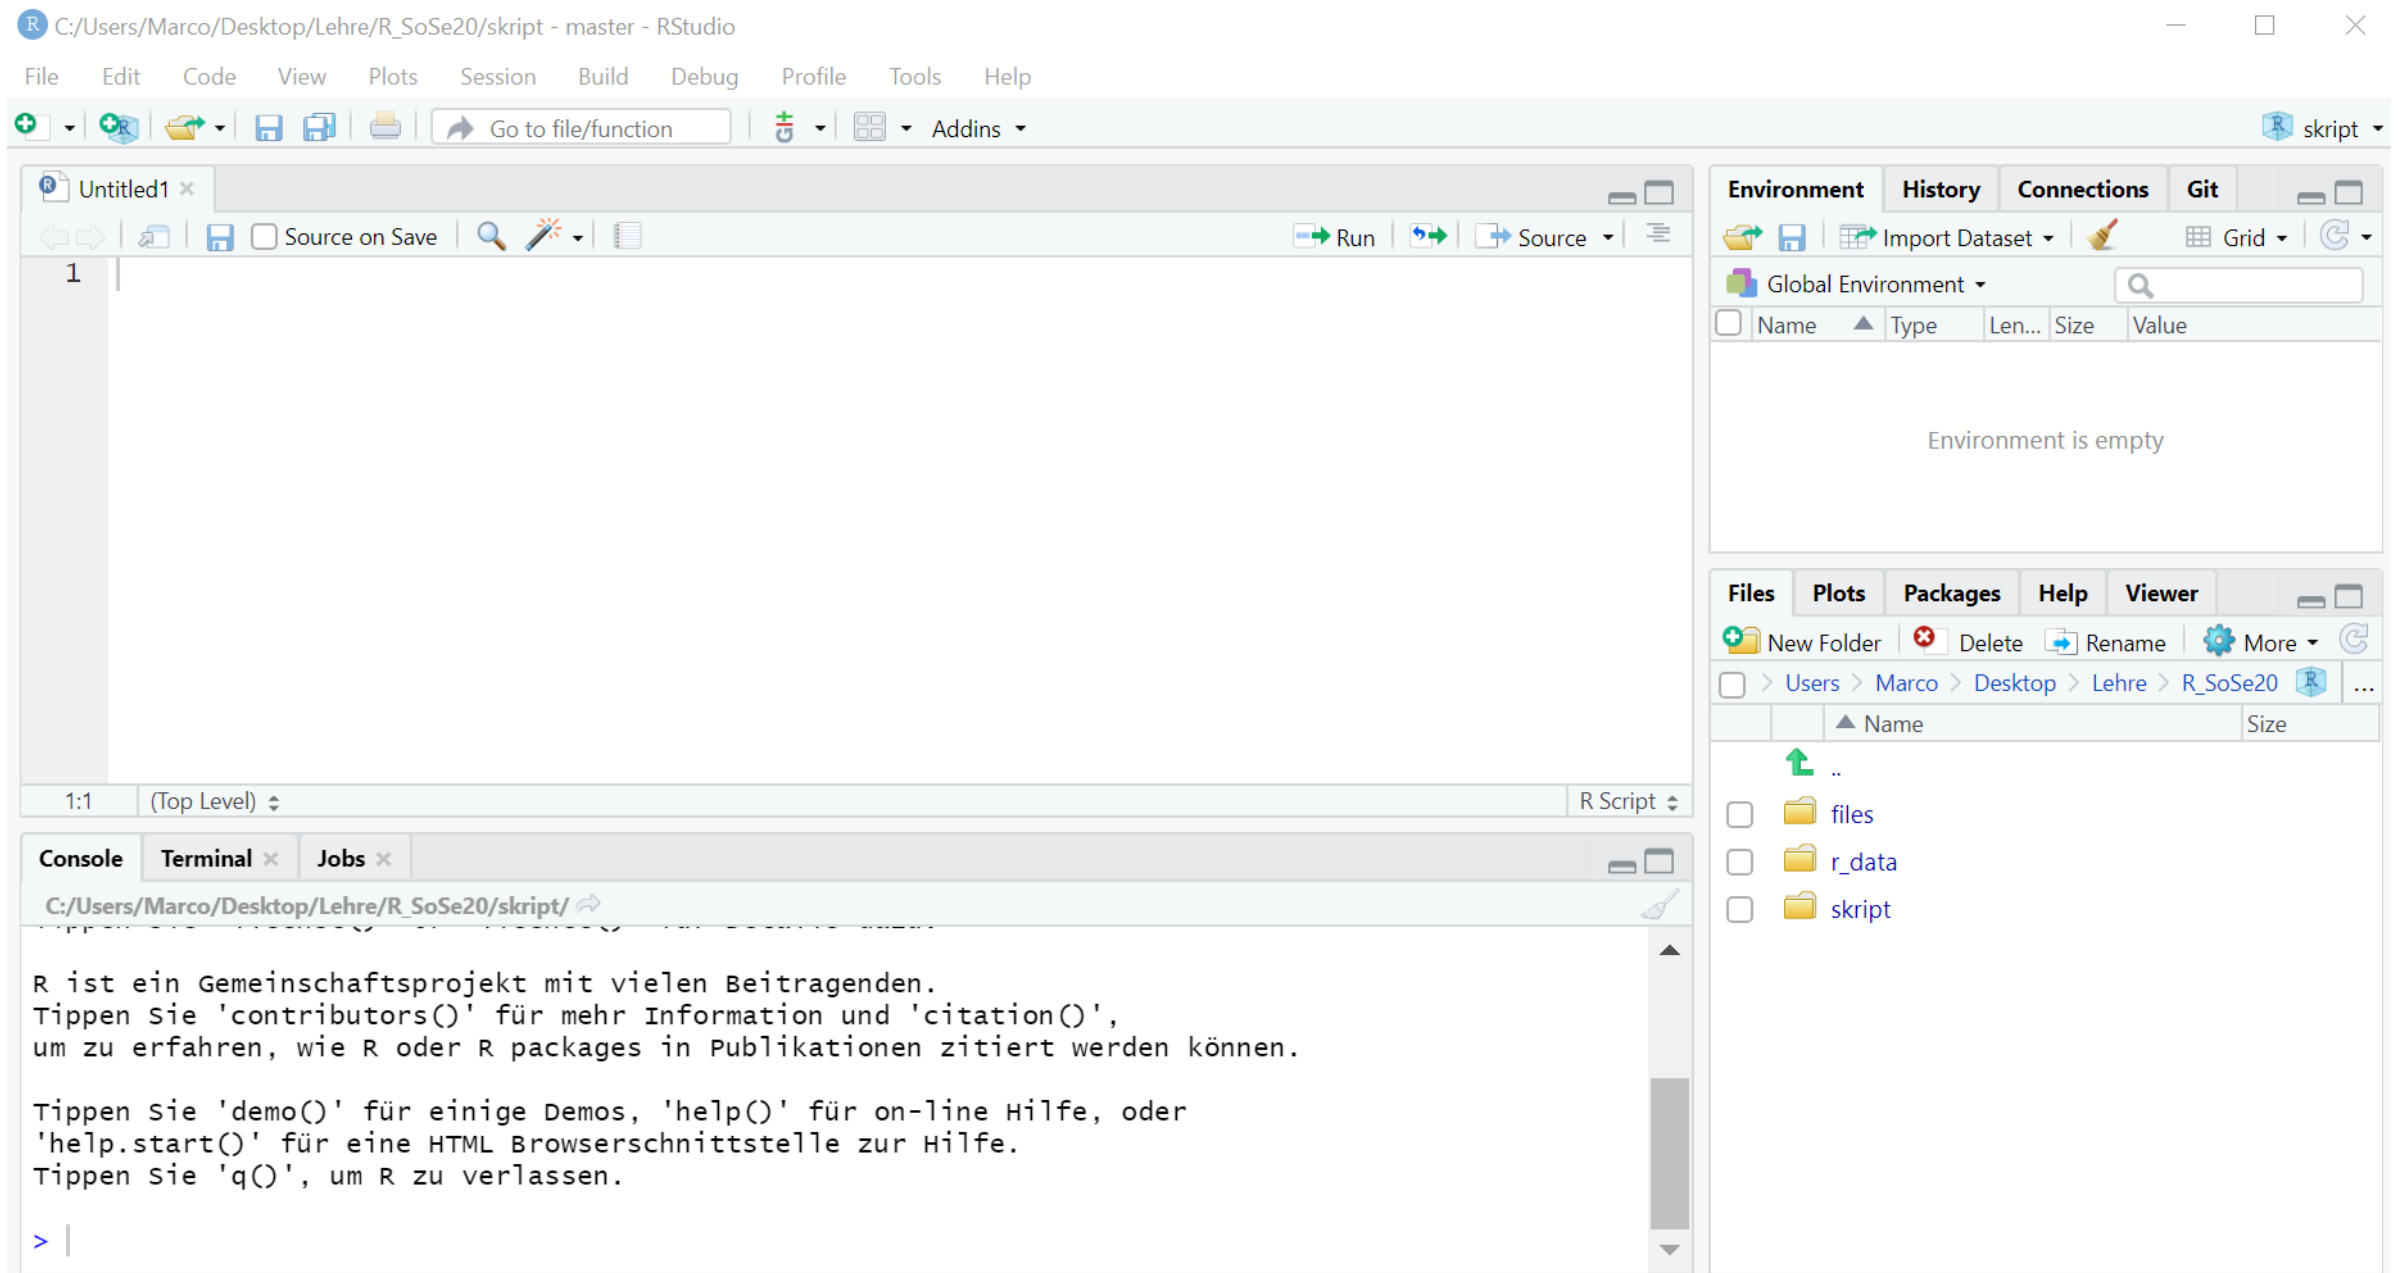 C:/Users/Marco/Desktop/Lehre/R_SoSe20/skript - master - RStudio
File Edit Code View Plots Session Build Debug Profile Tools Help
Go to file/function Addins skript
Untitled1
Source on Save Run Source
1
1:1 (Top Level) R Script
Console Terminal Jobs
C:/Users/Marco/Desktop/Lehre/R_SoSe20/skript/
R ist ein Gemeinschaftsprojekt mit vielen Beitragenden.
Tippen Sie 'contributors()' für mehr Information und 'citation()',
um zu erfahren, wie R oder R packages in Publikationen zitiert werden können.
Tippen Sie 'demo()' für einige Demos, 'help()' für on-line Hilfe, oder
'help.start()' für eine HTML Browserschnittstelle zur Hilfe.
Tippen Sie 'q()', um R zu verlassen.
>
Environment History Connections Git
Import Dataset Grid
Global Environment
Name Type Len... Size Value
Environment is empty
Files Plots Packages Help Viewer
New Folder Delete Rename More
> Users > Marco > Desktop > Lehre > R_SoSe20 ...
Name Size
..
files
r_data
skript